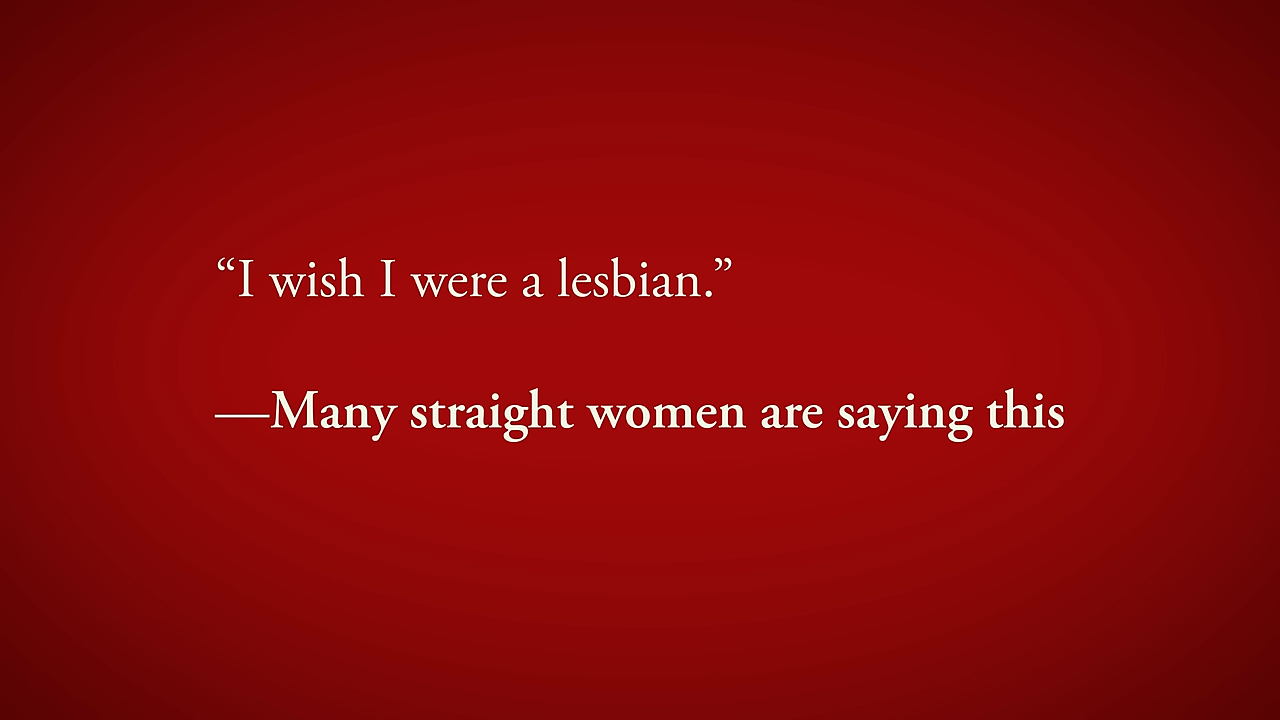 “I wish I were a lesbian.”
—Many straight women are saying this